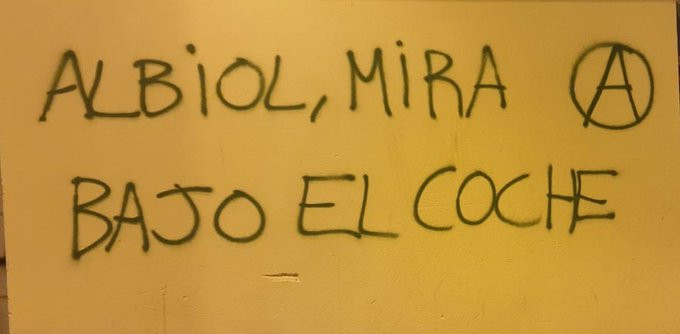 ALBiOL, MiRA Ⓐ
BAJO EL COCHE